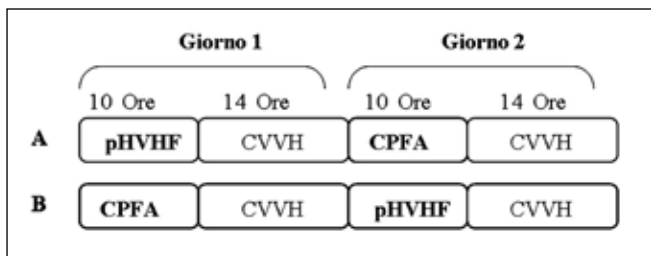 Giorno 1 Giorno 2
10 Ore 14 Ore 10 Ore 14 Ore
A pHVHF CVVH CPFA CVVH
B CPFA CVVH pHVHF CVVH